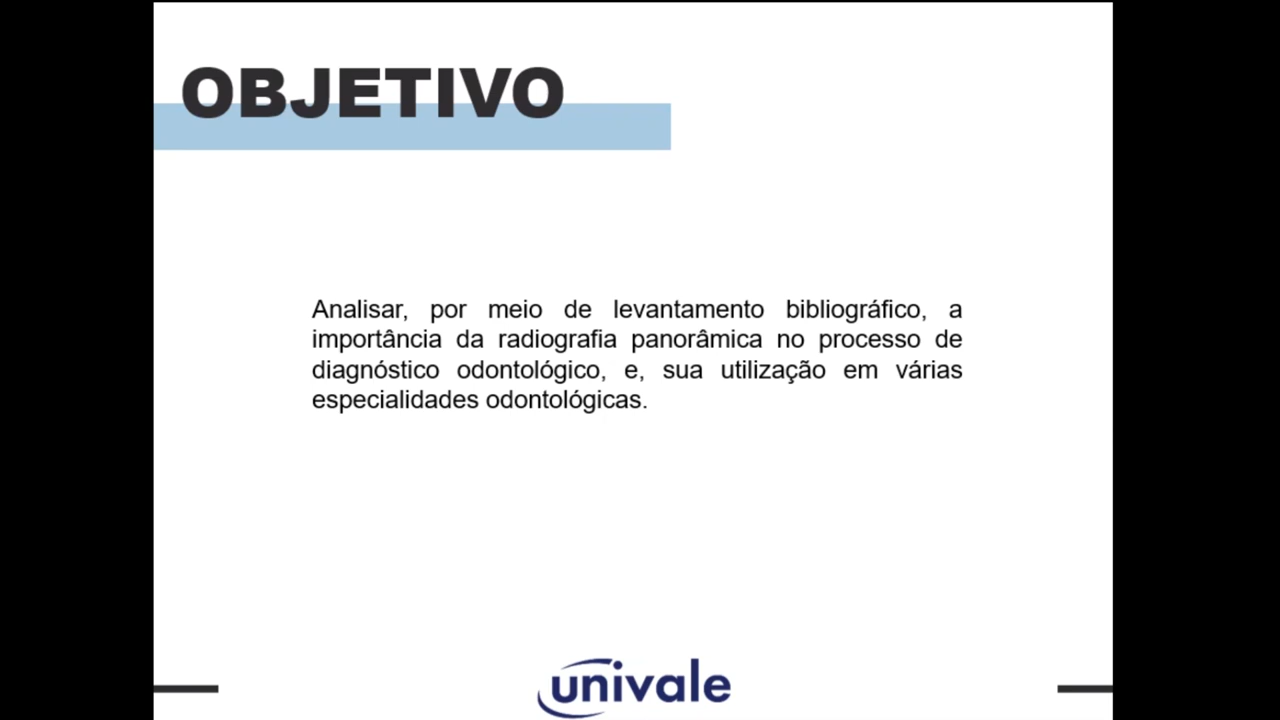 OBJETIVO
Analisar, por meio de levantamento bibliográfico, a
importância da radiografia panorâmica no processo de
diagnóstico odontológico, e, sua utilização em várias
especialidades odontológicas.
univale